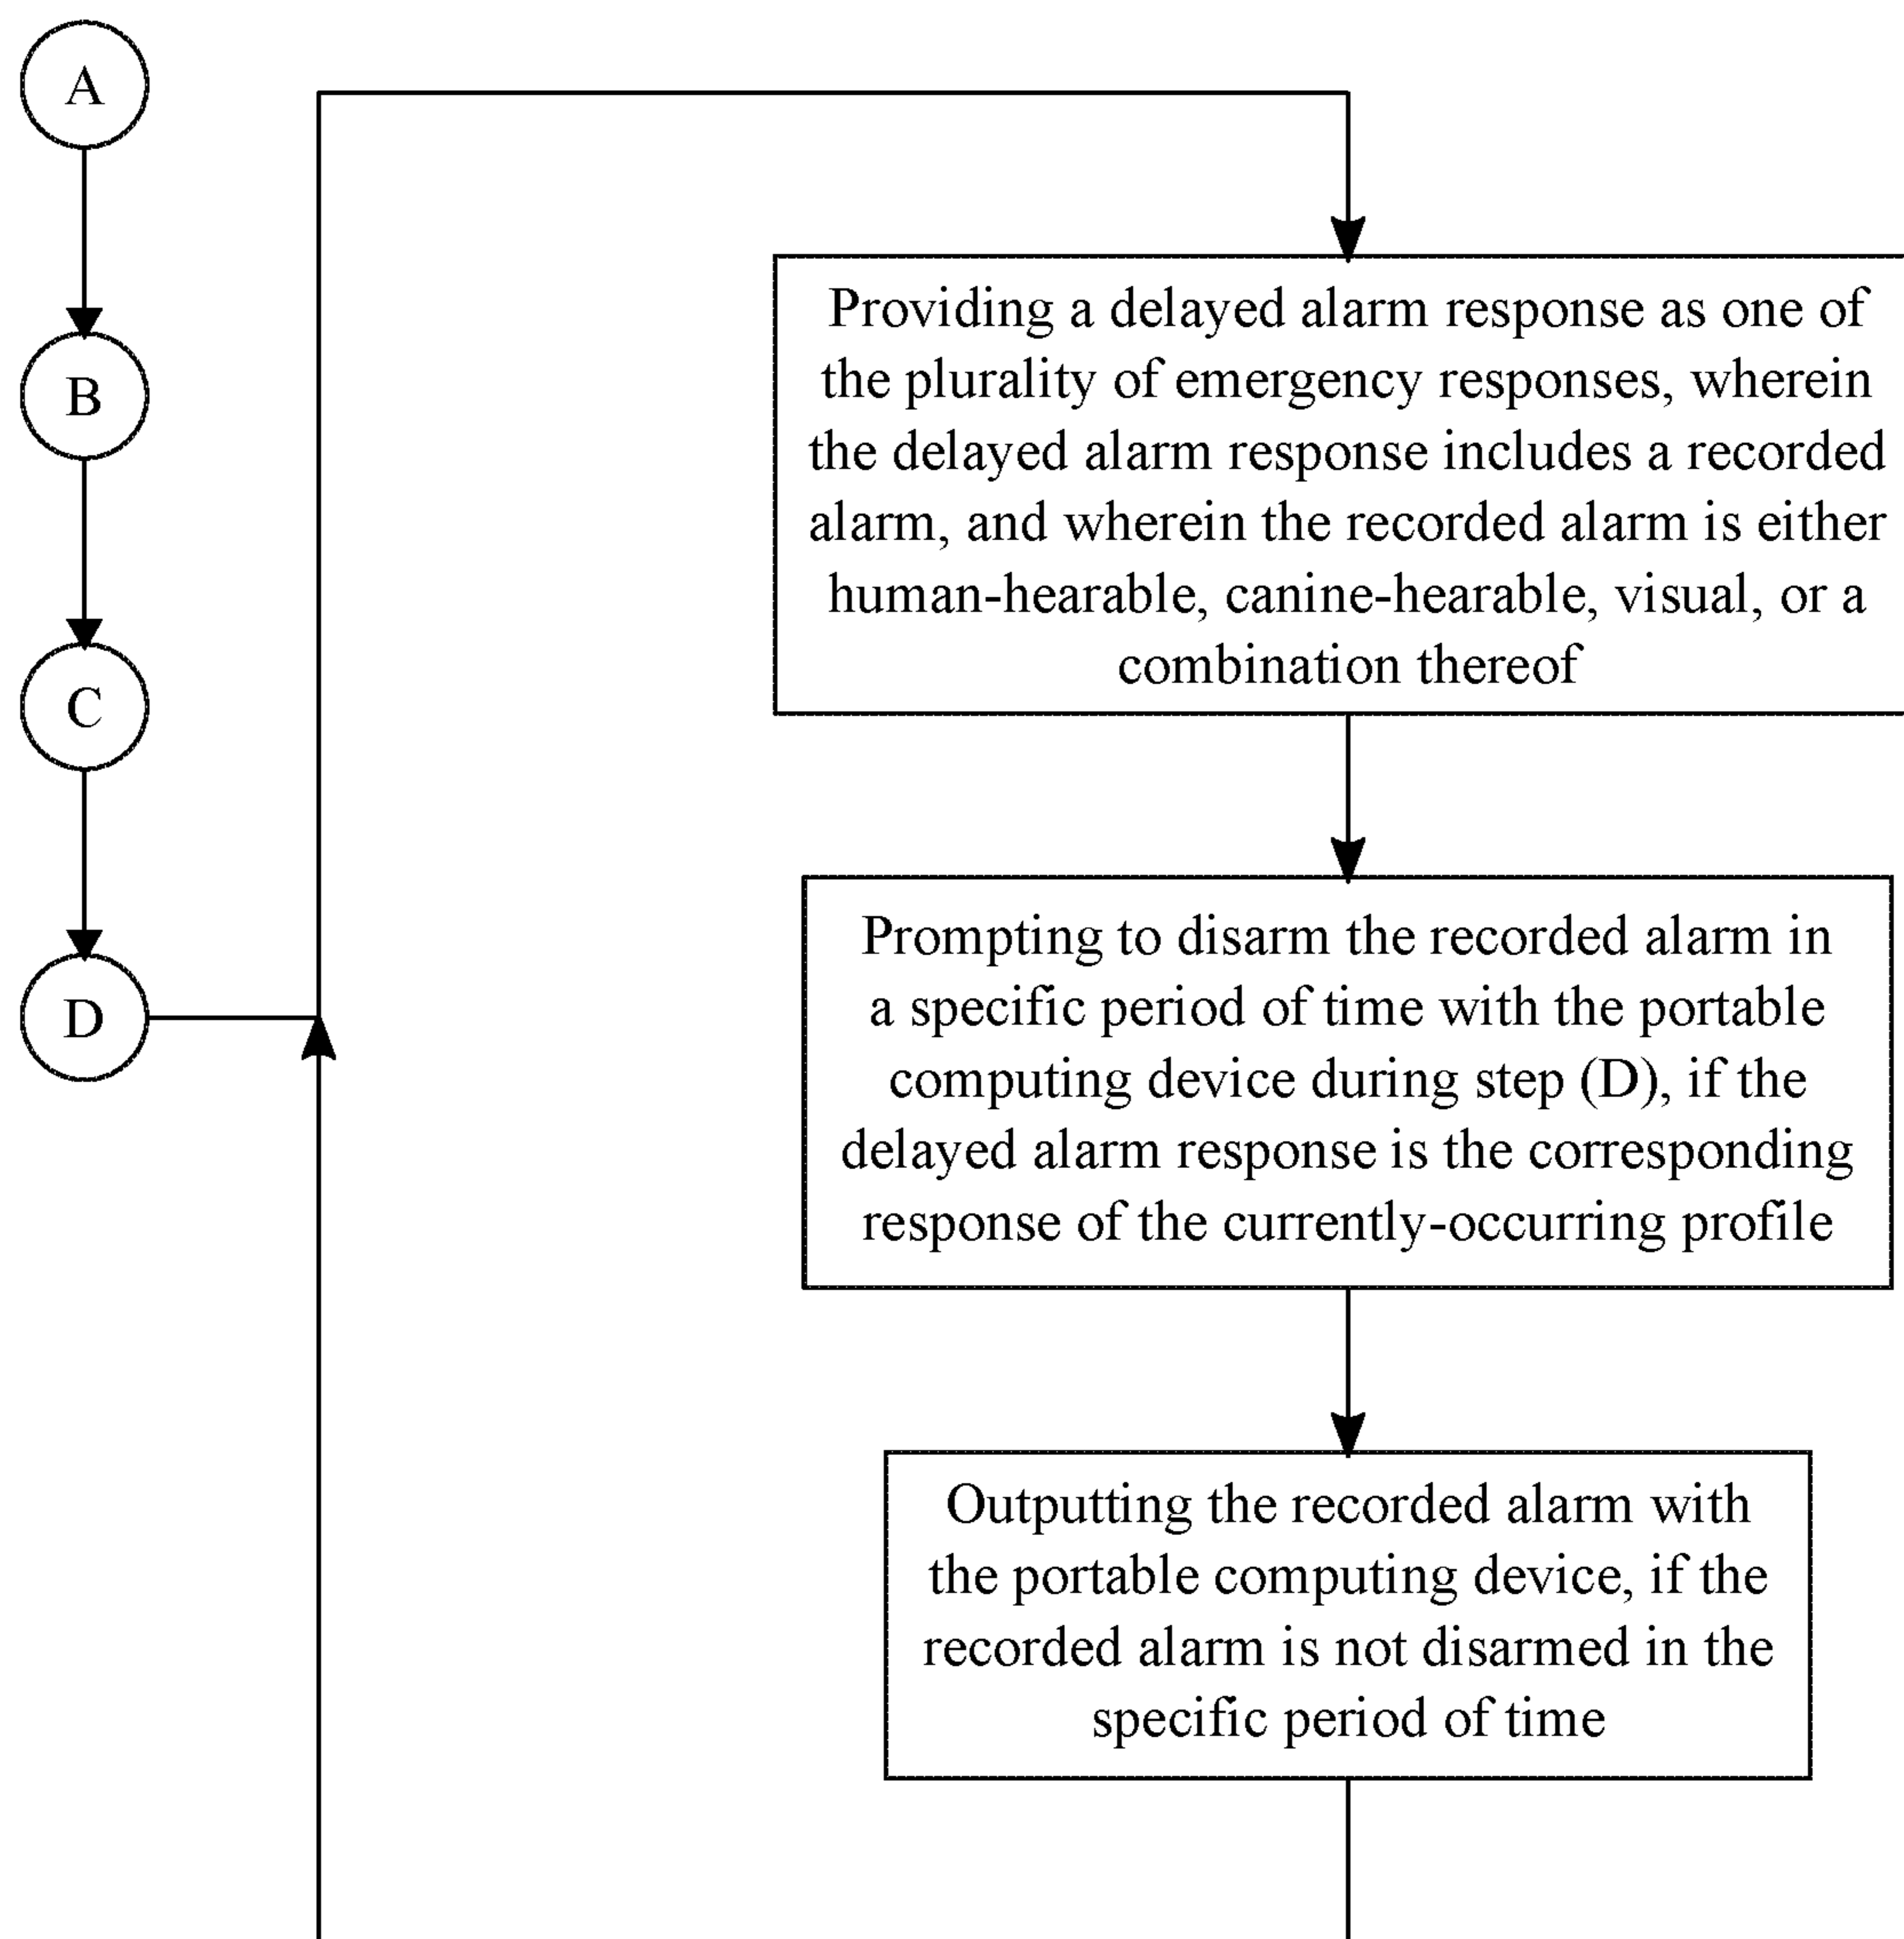 A
B
C
D
Providing a delayed alarm response as one of
the plurality of emergency responses, wherein
the delayed alarm response includes a recorded
alarm, and wherein the recorded alarm is either
human-hearable, canine-hearable, visual, or a
combination thereof
Prompting to disarm the recorded alarm in
a specific period of time with the portable
computing device during step (D), if the
delayed alarm response is the corresponding
response of the currently-occurring profile
Outputting the recorded alarm with
the portable computing device, if the
recorded alarm is not disarmed in the
specific period of time